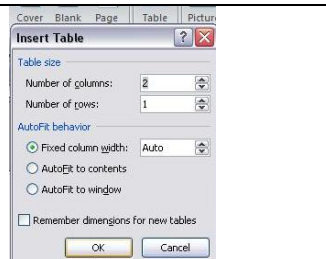 Cover Blank Page Table Pictur
Insert Table
Table size
Number of columns: 2
Number of rows: 1
AutoFit behavior
Fixed column width: Auto
AutoFit to contents
AutoFit to window
Remember dimensions for new tables
OK Cancel